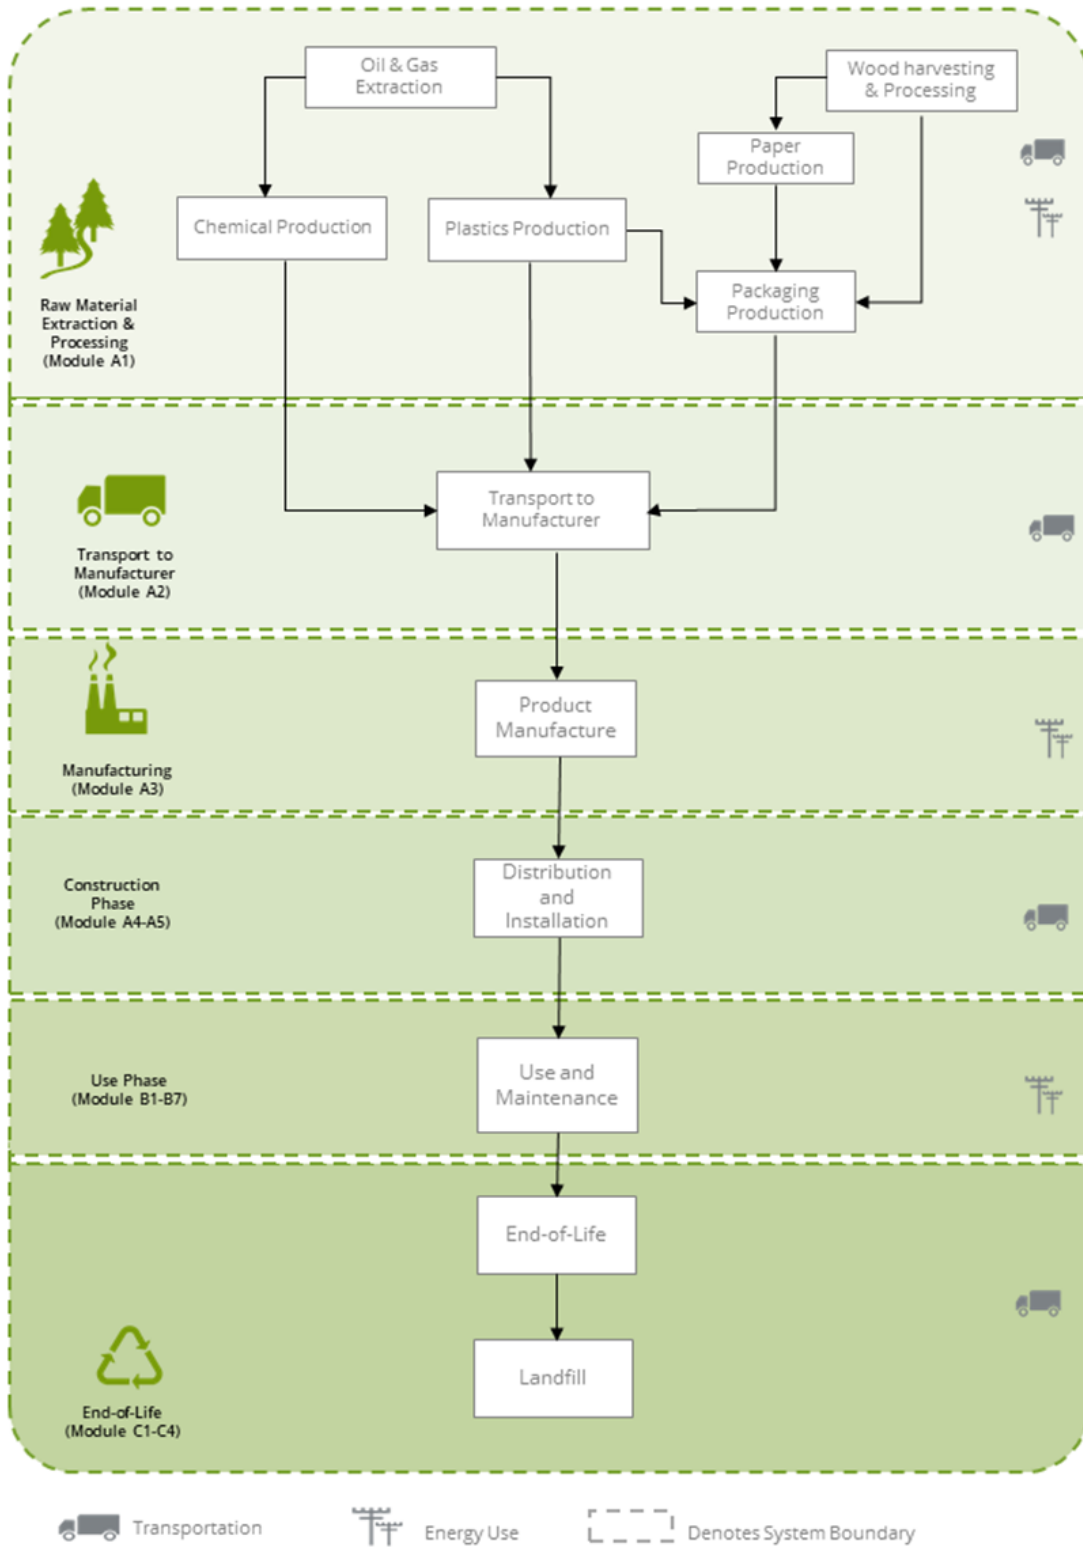 Oil & Gas
Extraction
Wood harvesting
& Processing
Paper
Production
Chemical Production
Plastics Production
Packaging
Production
Raw Material
Extraction &
Processing
(Module A1)
Transport to
Manufacturer
Transport to
Manufacturer
(Module A2)
Product
Manufacture
Manufacturing
(Module A3)
Distribution
and
Installation
Construction
Phase
(Module A4-A5)
Use and
Maintenance
Use Phase
(Module B1-B7)
End-of-Life
Landfill
End-of-Life
(Module C1-C4)
Transportation
Energy Use
Denotes System Boundary